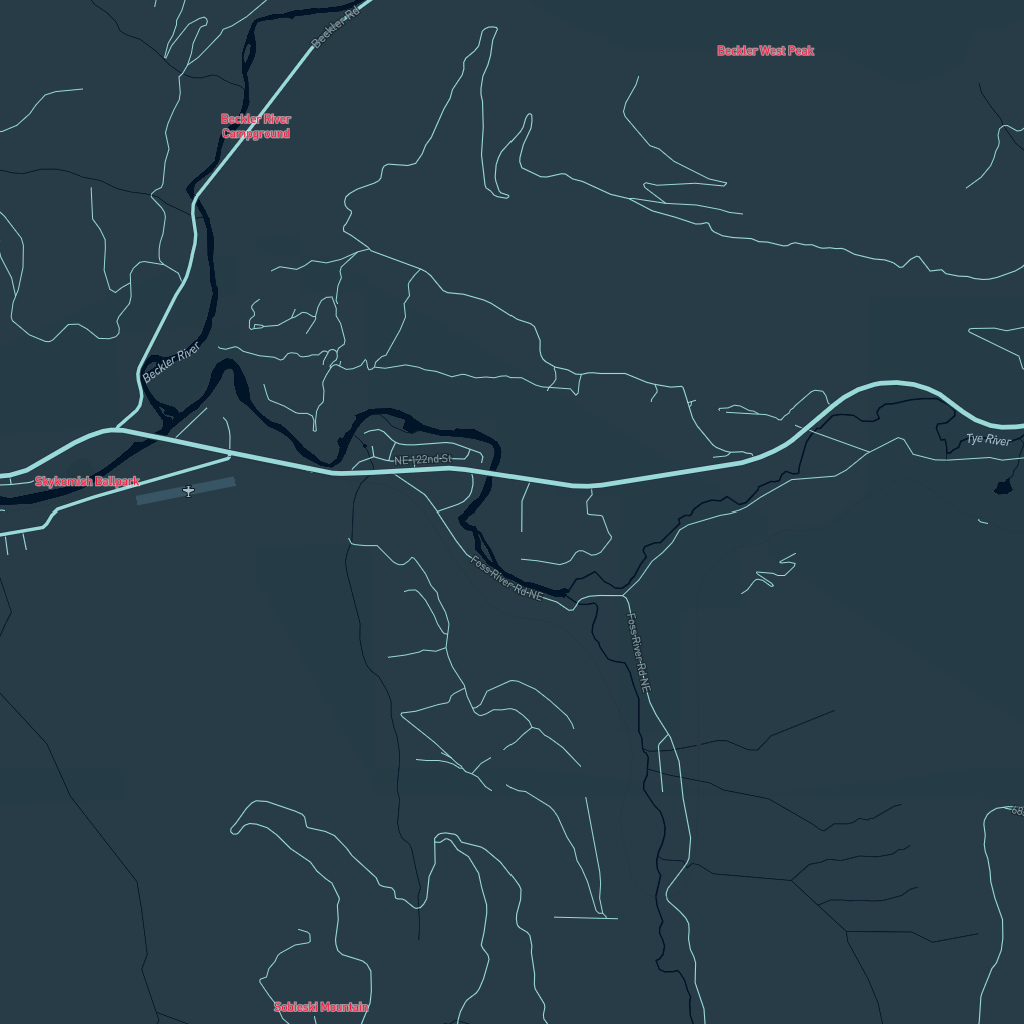 Beckler Rd
Beckler West Peak
Beckler River
Campground
Beckler River
Tye River
NE 122nd St
Skykomish Ballpark
Foss River Rd NE
Foss River Rd NE
Sobieski Mountain